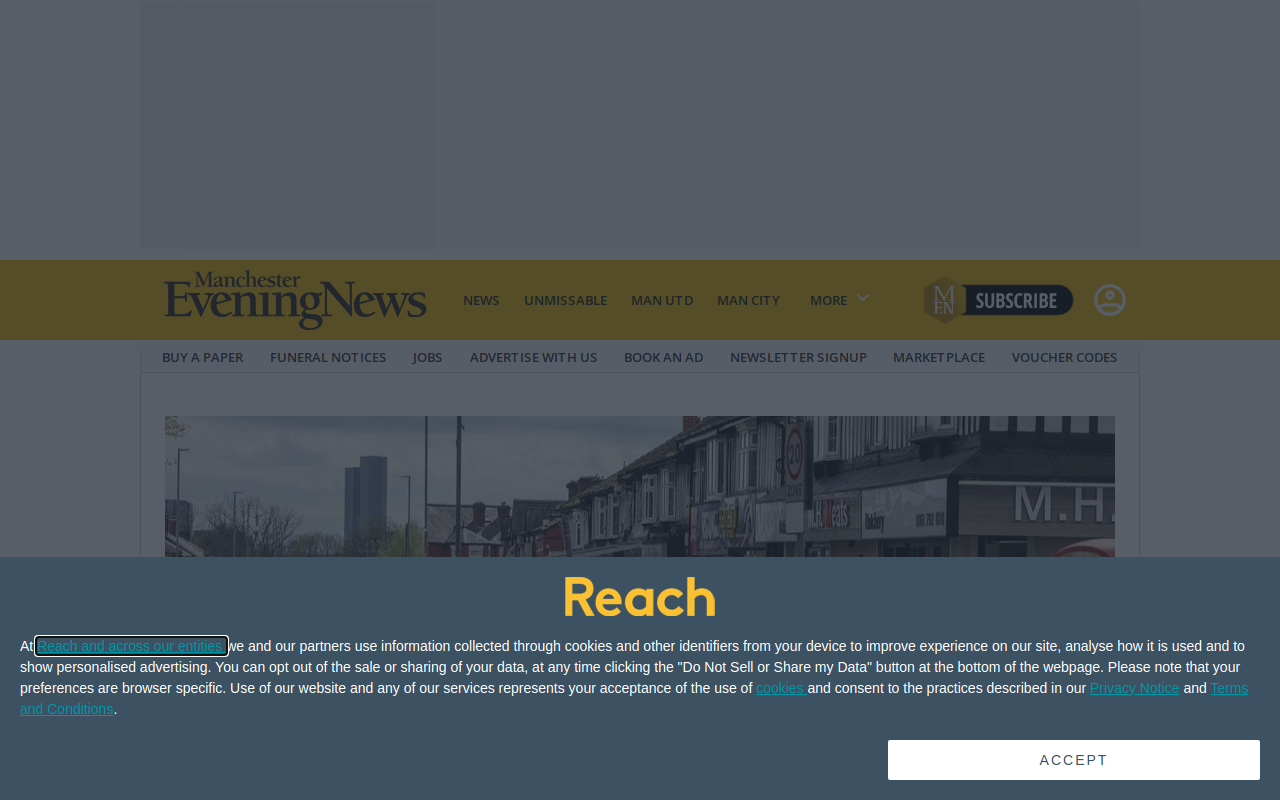 Manchester
EveningNews
NEWS UNMISSABLE MAN UTD MAN CITY MORE
MEN SUBSCRIBE
BUY A PAPER FUNERAL NOTICES JOBS ADVERTISE WITH US BOOK AN AD NEWSLETTER SIGNUP MARKETPLACE VOUCHER CODES
20
ZONE
M.H. Meats
M.H.
Reach
At Reach and across our entities we and our partners use information collected through cookies and other identifiers from your device to improve experience on our site, analyse how it is used and to
show personalised advertising. You can opt out of the sale or sharing of your data, at any time clicking the "Do Not Sell or Share my Data" button at the bottom of the webpage. Please note that your
preferences are browser specific. Use of our website and any of our services represents your acceptance of the use of cookies and consent to the practices described in our Privacy Notice and Terms
and Conditions.
ACCEPT